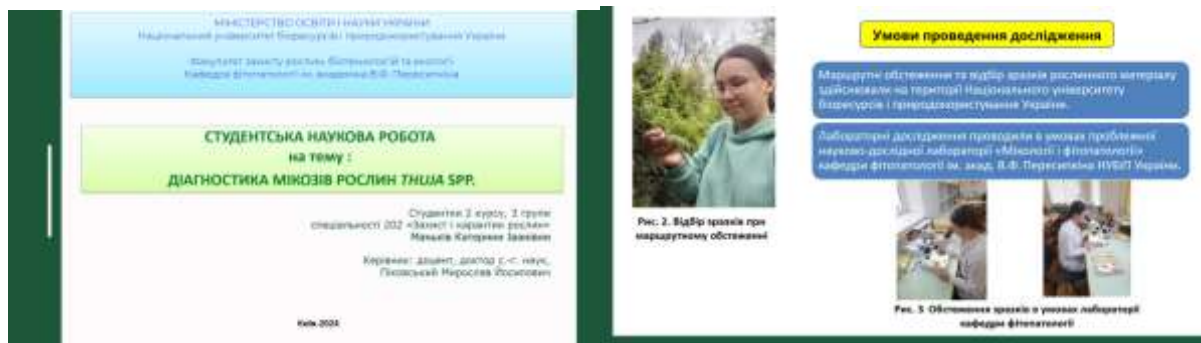 МІНІСТЕРСТВО ОСВІТИ І НАУКИ УКРАЇНИ
Національний університет біоресурсів і природокористування України
Факультет захисту рослин, біотехнологій та екології
Кафедра фітопатології ім. академіка В.Ф. Пересипкіна
СТУДЕНТСЬКА НАУКОВА РОБОТА
на тему :
ДІАГНОСТИКА МІКОЗІВ РОСЛИН THUJA SPP.
Студентки 2 курсу, 3 групи
спеціальності 202 «Захист і карантин рослин»
Катерини Іванівни
Керівник: доцент, доктор с.-г. наук,
Піковський Мирослав Йосипович
Київ-2024
Умови проведення дослідження
Маршрутні обстеження та відбір зразків рослинного матеріалу
здійснювали на території Національного університету
біоресурсів і природокористування України.
Лабораторні дослідження проводили в умовах проблемної
науково-дослідної лабораторії «Мікології і фітопатології»
кафедри фітопатології ім. акад. В.Ф. Пересипкіна НУБіП України.
Рис. 2. Відбір зразків при
маршрутному обстеженні
Рис. 3 Обстеження зразків в умовах лабораторії
кафедри фітопатології